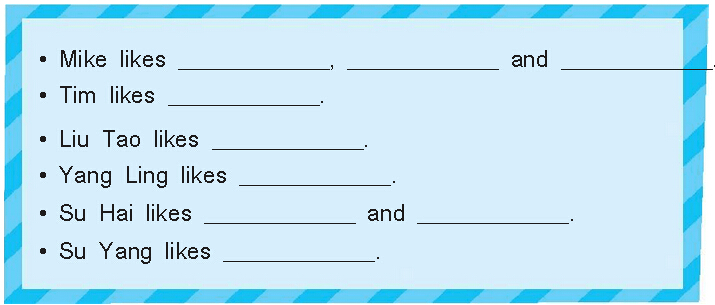 • Mike likes ____________, ____________ and ____________.
• Tim likes ____________.
• Liu Tao likes ____________.
• Yang Ling likes ____________.
• Su Hai likes ____________ and ____________.
• Su Yang likes ____________.